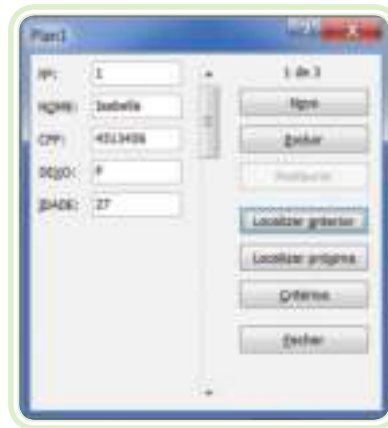 Plan1
Nº: 1
NOME: Isabella
CPF:
SEXO: F
IDADE: 27
1 de 3
Novo
Excluir
Restaurar
Localizar anterior
Localizar próxima
Critérios
Fechar